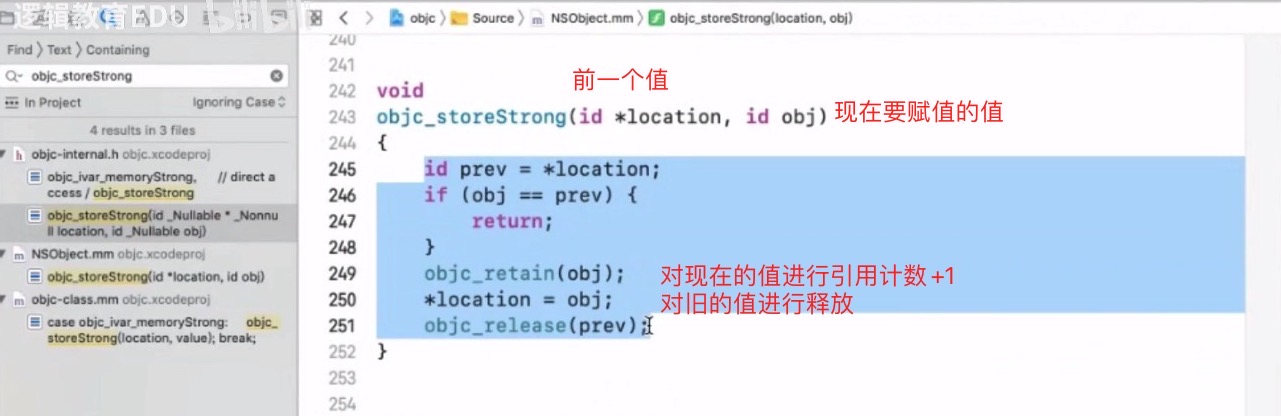 逻辑教育EDU bilibili
objc 〉 Source 〉 NSObject.mm 〉 objc_storeStrong(location, obj)
Find 〉 Text 〉 Containing
objc_storeStrong
In Project Ignoring Case
4 results in 3 files
objc-internal.h objc.xcodeproj
objc_ivar_memoryStrong, // direct a
ccess / objc_storeStrong
objc_storeStrong(id _Nullable * _Nonnu
ll location, id _Nullable obj)
NSObject.mm objc.xcodeproj
objc_storeStrong(id *location, id obj)
objc-class.mm objc.xcodeproj
case objc_ivar_memoryStrong: objc_
storeStrong(location, value); break;
240
241
前一个值
242 void
243 objc_storeStrong(id *location, id obj) 现在要赋值的值
244 {
245 id prev = *location;
246 if (obj == prev) {
247 return;
248 }
249 objc_retain(obj); 对现在的值进行引用计数+1
250 *location = obj; 对旧的值进行释放
251 objc_release(prev);
252 }
253
254